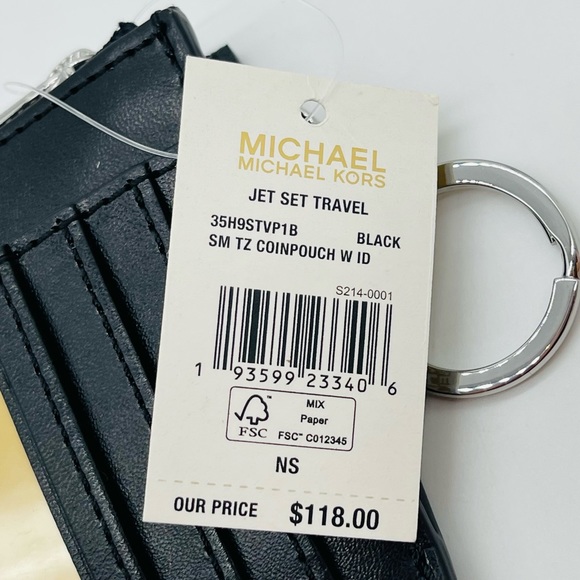 MICHAEL
MICHAEL KORS
JET SET TRAVEL
35H9STVP1B BLACK
SM TZ COINPOUCH W ID
S214-0001
1 93599 23340 6
MIX
Paper
FSC FSC™ C012345
NS
OUR PRICE $118.00